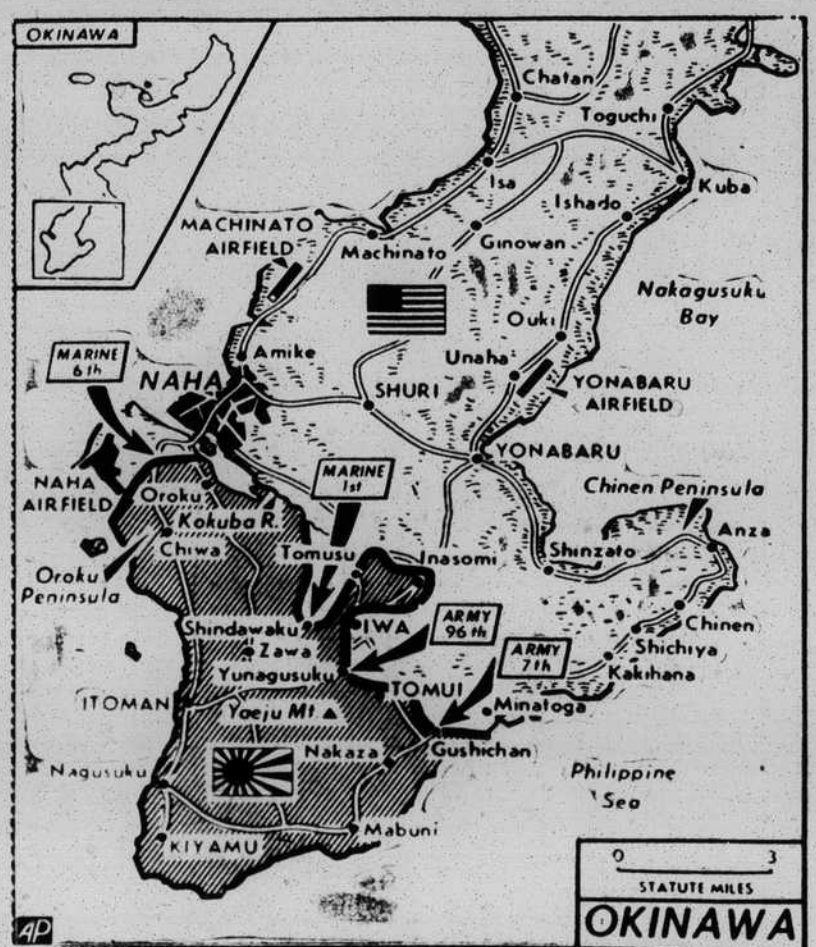 OKINAWA
Chatan
Toguchi
Isa
Kuba
Ishado
MACHINATO
AIRFIELD
Machinato
Ginowan
Nakagusuku
Bay
Ouki
MARINE
6th
Amike
Unaha
NAHA
SHURI
YONABARU
AIRFIELD
MARINE
1st
YONABARU
NAHA
AIRFIELD
Oroku
Kokuba R.
Chinen Peninsula
Anza
Chiwa
Tomusu
Inasomi
Shinzato
Oroku
Peninsula
Shindawaku
IWA
ARMY
96th
Chinen
Zawa
ARMY
7th
Shichiya
Yunagusuku
Kakihana
TOMUI
ITOMAN
Yaeju Mt.
Minatoga
Nakaza
Gushichan
Nagusuku
Philippine
Sea
Mabuni
KIYAMU
0 3
STATUTE MILES
OKINAWA
AP